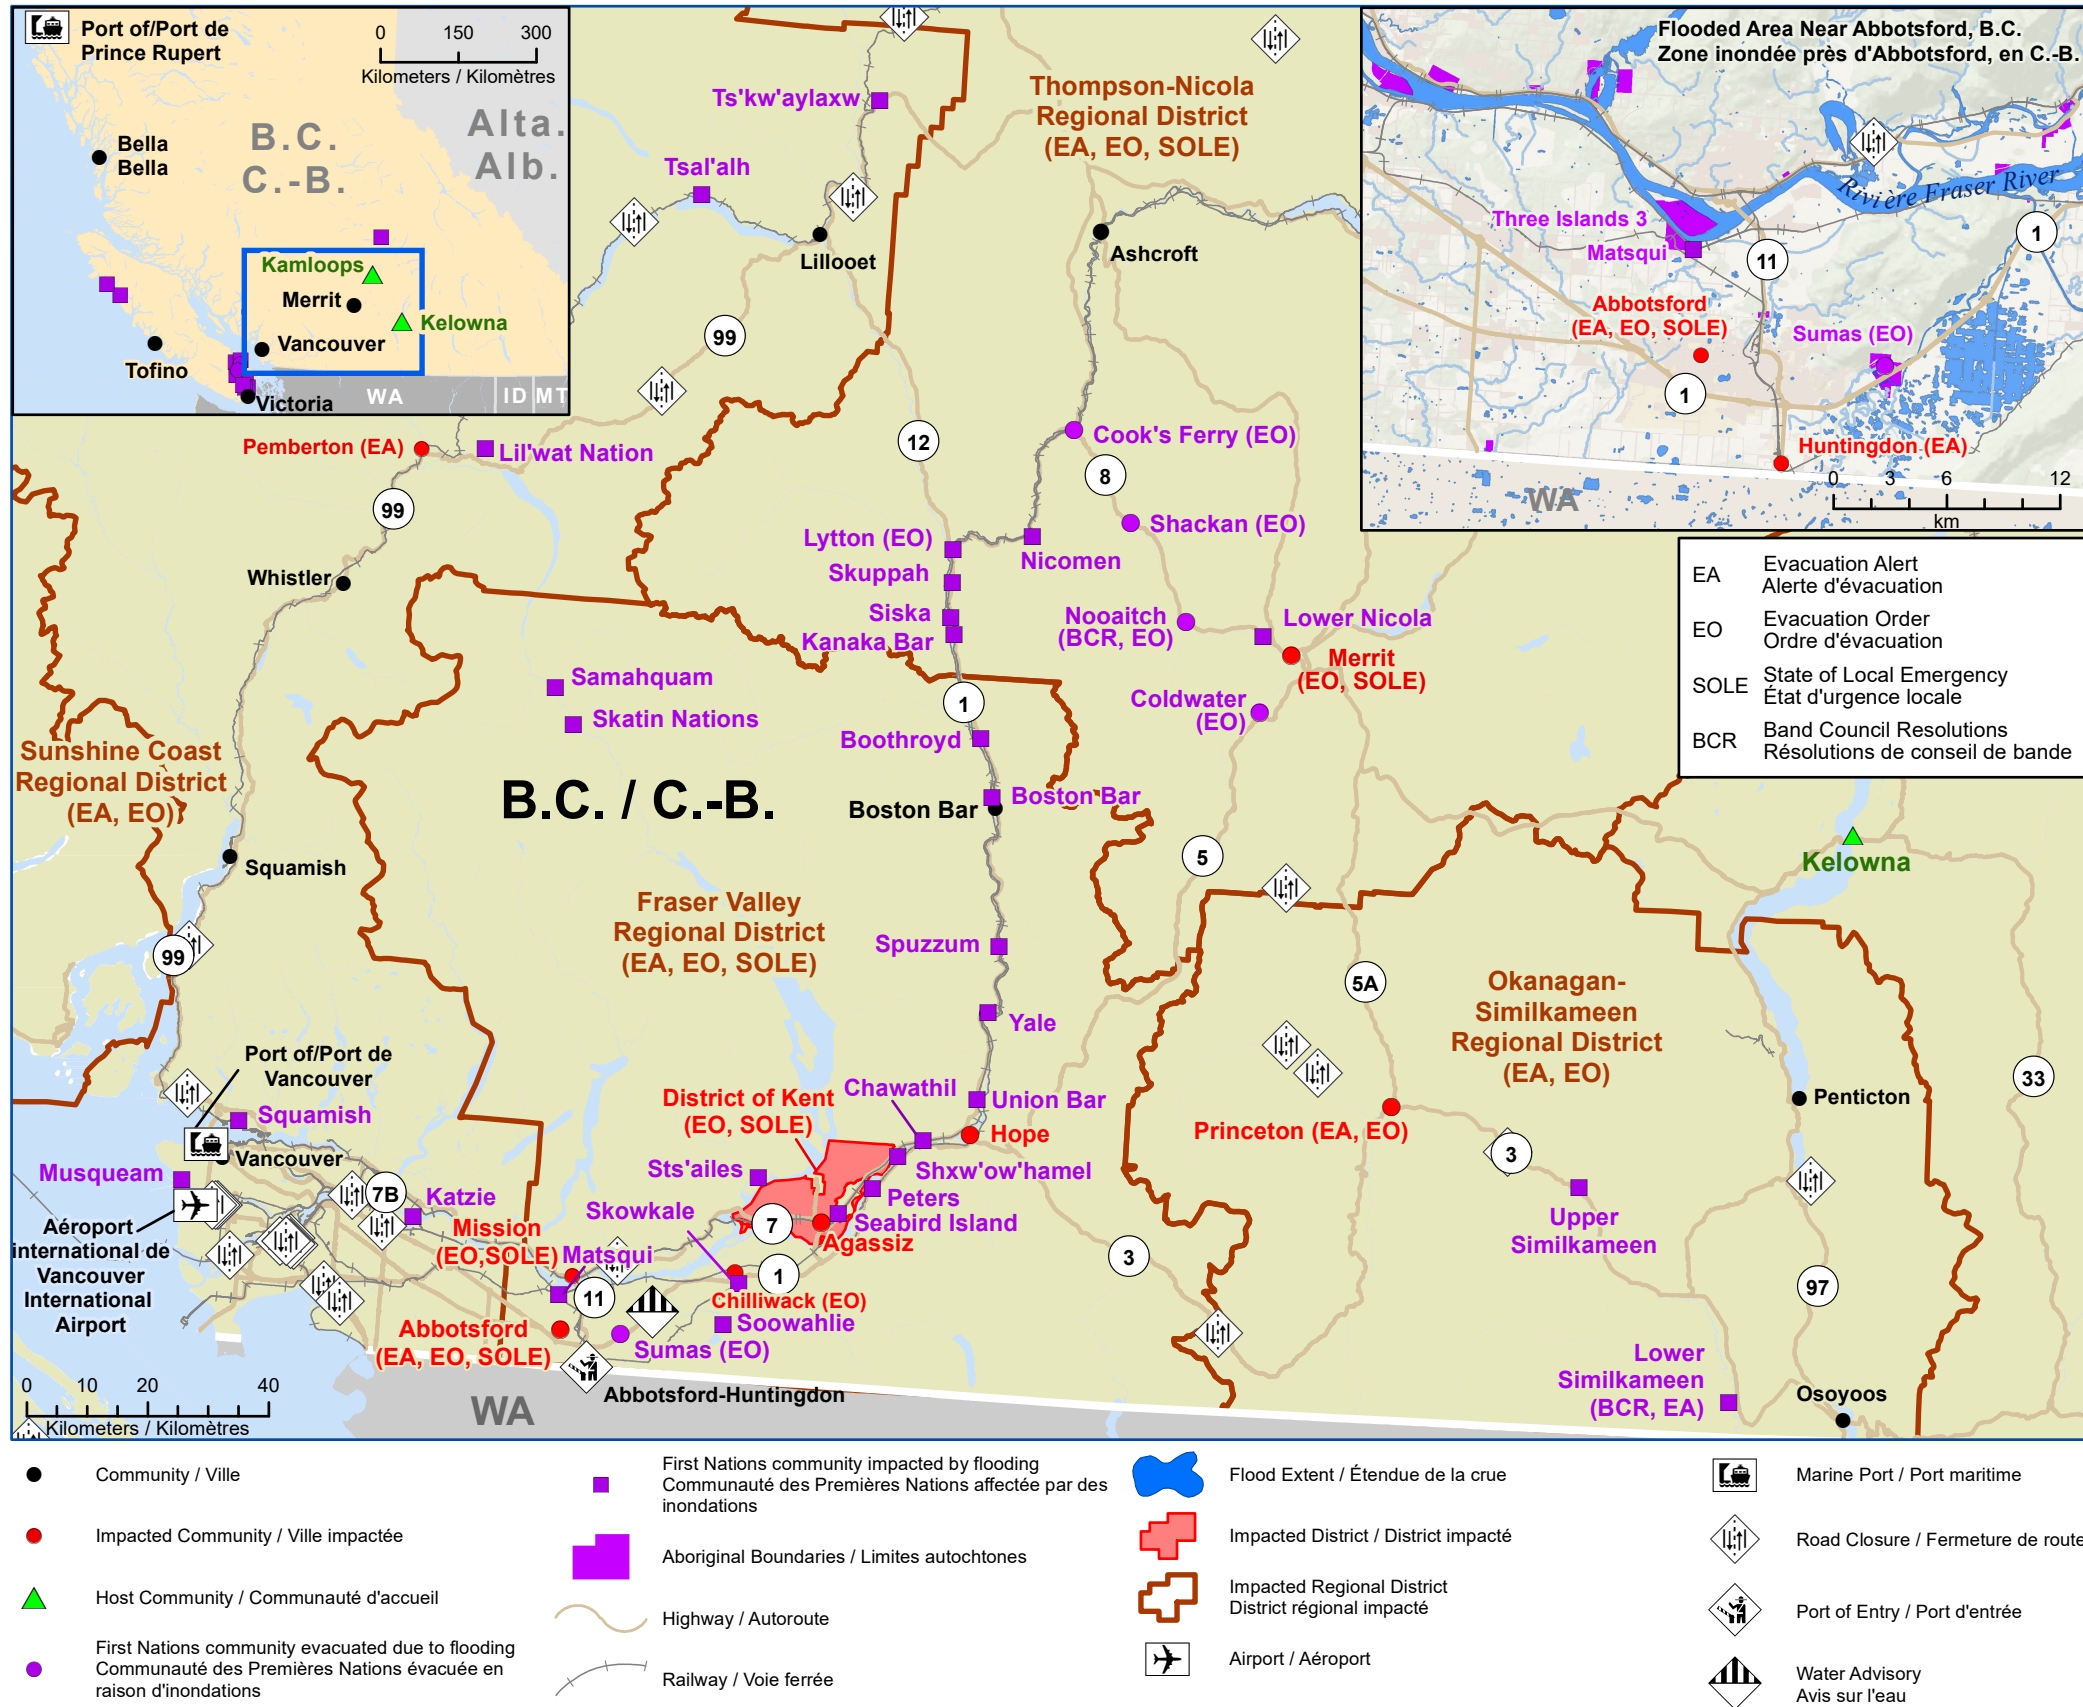 Port of/Port de
Prince Rupert
0 150 300
Kilometers / Kilomètres
Alta.
Alb.
B.C.
C.-B.
Bella
Bella
Kamloops
Merrit
Kelowna
Vancouver
Tofino
Victoria
WA
ID
MT
Flooded Area Near Abbotsford, B.C.
Zone inondée près d'Abbotsford, en C.-B.
Rivière Fraser River
Three Islands 3
Matsqui
1
11
Abbotsford
(EA, EO, SOLE)
Sumas (EO)
1
Huntingdon (EA)
WA
0 3 6 12
km
EA
Evacuation Alert
Alerte d'évacuation
EO
Evacuation Order
Ordre d'évacuation
SOLE
State of Local Emergency
État d'urgence locale
BCR
Band Council Resolutions
Résolutions de conseil de bande
Thompson-Nicola
Regional District
(EA, EO, SOLE)
Ts'kw'aylaxw
Tsal'alh
Lillooet
Ashcroft
99
12
Pemberton (EA)
Lil'wat Nation
99
Cook's Ferry (EO)
8
Shackan (EO)
Lytton (EO)
Nicomen
Skuppah
Whistler
Siska
Kanaka Bar
Nooaitch
(BCR, EO)
Lower Nicola
Merrit
(EO, SOLE)
Samahquam
Skatin Nations
1
Coldwater
(EO)
Boothroyd
Sunshine Coast
Regional District
(EA, EO)
B.C. / C.-B.
Boston Bar
Boston Bar
5
Kelowna
Squamish
Fraser Valley
Regional District
(EA, EO, SOLE)
99
Spuzzum
5A
Okanagan-
Similkameen
Regional District
(EA, EO)
Yale
Port of/Port de
Vancouver
33
Chawathil
Union Bar
District of Kent
(EO, SOLE)
Squamish
Hope
Penticton
Princeton (EA, EO)
3
Vancouver
Musqueam
Sts'ailes
Shxw'ow'hamel
7B
Katzie
Peters
Upper
Similkameen
Skowkale
7
Seabird Island
Agassiz
Mission
(EO,SOLE)
Matsqui
Aéroport
international de
Vancouver
International
Airport
3
1
97
11
Chilliwack (EO)
Soowahlie
Abbotsford
(EA, EO, SOLE)
Sumas (EO)
Lower
Similkameen
(BCR, EA)
Osoyoos
Abbotsford-Huntingdon
WA
0 10 20 40
Kilometers / Kilomètres
Community / Ville
Impacted Community / Ville impactée
Host Community / Communauté d'accueil
First Nations community evacuated due to flooding
Communauté des Premières Nations évacuée en
raison d'inondations
First Nations community impacted by flooding
Communauté des Premières Nations affectée par des
inondations
Aboriginal Boundaries / Limites autochtones
Highway / Autoroute
Railway / Voie ferrée
Flood Extent / Étendue de la crue
Impacted District / District impacté
Impacted Regional District
District régional impacté
Airport / Aéroport
Marine Port / Port maritime
Road Closure / Fermeture de route
Port of Entry / Port d'entrée
Water Advisory
Avis sur l'eau